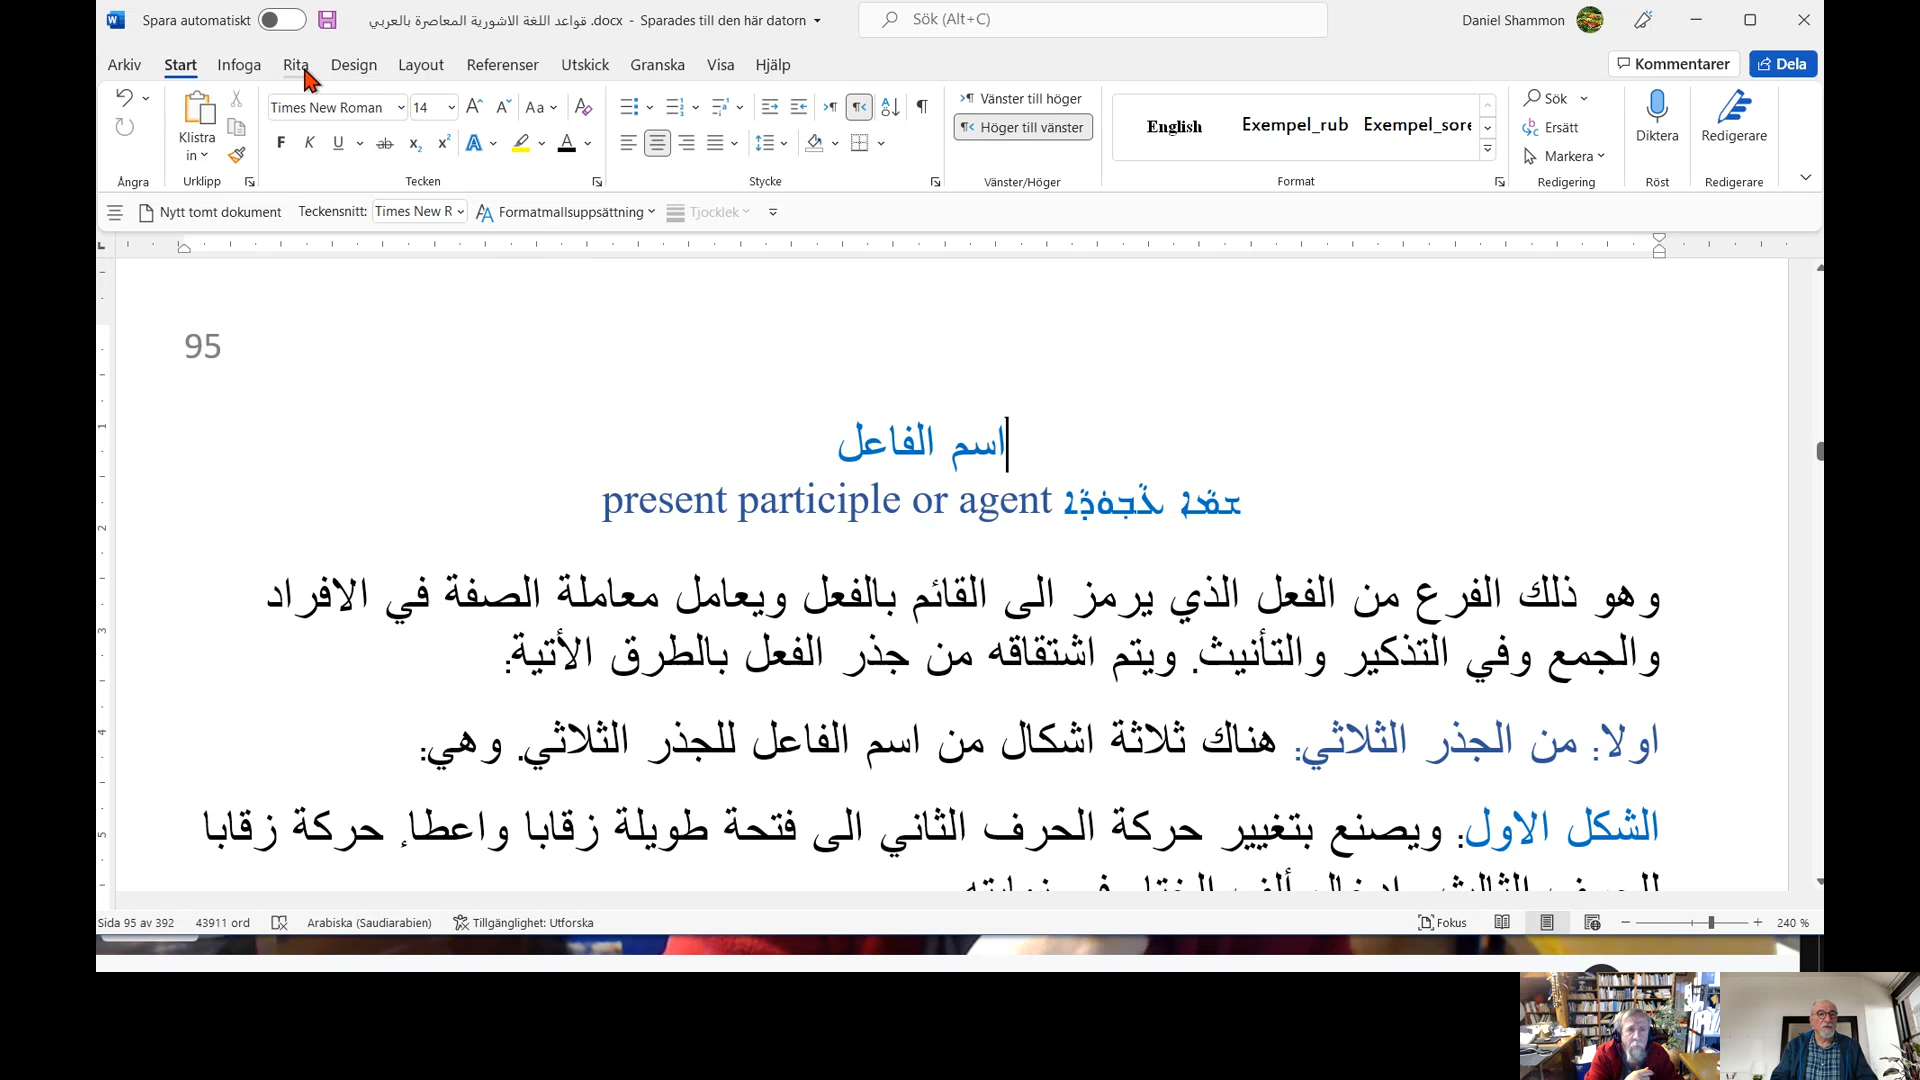 Spara automatiskt
قواعد اللغة الاشورية المعاصرة بالعربي .docx - Sparades till den här datorn
Sök (Alt+C)
Daniel Shammon
Arkiv Start Infoga Rita Design Layout Referenser Utskick Granska Visa Hjälp
Kommentarer Dela
Klistra in
Times New Roman 14
Vänster till höger
Höger till vänster
English Exempel_rub Exempel_sore
Sök
Ersätt
Markera
Diktera
Redigerare
Ångra Urklipp Tecken Stycke Vänster/Höger Format Redigering Röst Redigerare
Nytt tomt dokument Teckensnitt: Times New R Formatmallsuppsättning Tjocklek
95
اسم الفاعل
present participle or agent
وهو ذلك الفرع من الفعل الذي يرمز الى القائم بالفعل ويعامل معاملة الصفة في الافراد
والجمع وفي التذكير والتأنيث. ويتم اشتقاقه من جذر الفعل بالطرق الأتية:
اولا: من الجذر الثلاثي: هناك ثلاثة اشكال من اسم الفاعل للجذر الثلاثي. وهي:
الشكل الاول: ويصنع بتغيير حركة الحرف الثاني الى فتحة طويلة زقابا واعطاء حركة زقابا
Sida 95 av 392 43911 ord Arabiska (Saudiarabien) Tillgänglighet: Utforska Fokus 240 %